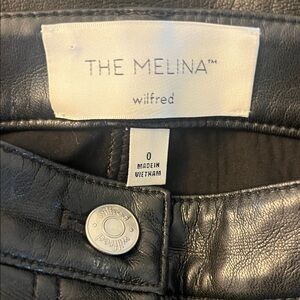 THE MELINA™
wilfred
0
MADE IN
VIETNAM